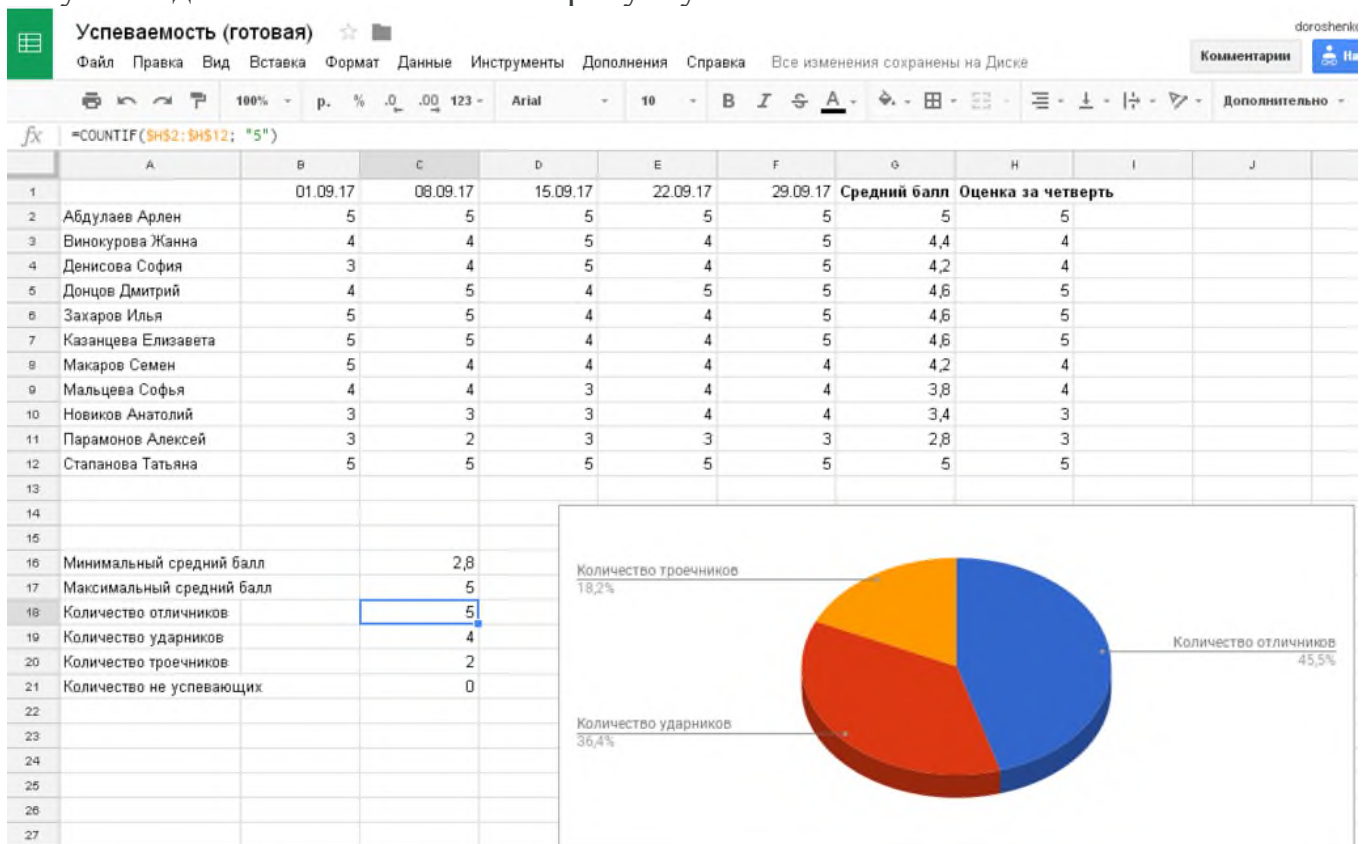 Успеваемость (готовая)
doroshenko
Файл Правка Вид Вставка Формат Данные Инструменты Дополнения Справка Все изменения сохранены на Диске
Комментарии
100% р. % .0 .00 123 Arial 10 B I S A Дополнительно
fx =COUNTIF($H$2:$H$12; "5")
A B C D E F G H I J
1 01.09.17 08.09.17 15.09.17 22.09.17 29.09.17 Средний балл Оценка за четверть
2 Абдулаев Арлен 5 5 5 5 5 5 5
3 Винокурова Жанна 4 4 5 4 5 4,4 4
4 Денисова София 3 4 5 4 5 4,2 4
5 Донцов Дмитрий 4 5 4 5 5 4,6 5
6 Захаров Илья 5 5 4 4 5 4,6 5
7 Казанцева Елизавета 5 5 4 4 5 4,6 5
8 Макаров Семен 5 4 4 4 4 4,2 4
9 Мальцева Софья 4 4 3 4 4 3,8 4
10 Новиков Анатолий 3 3 3 4 4 3,4 3
11 Парамонов Алексей 3 2 3 3 3 2,8 3
12 Стапанова Татьяна 5 5 5 5 5 5 5
13
14
15
16 Минимальный средний балл 2,8
17 Максимальный средний балл 5
18 Количество отличников 5
19 Количество ударников 4
20 Количество троечников 2
21 Количество не успевающих 0
22
23
24
25
26
27
Количество троечников
18,2%
Количество отличников
45,5%
Количество ударников
36,4%